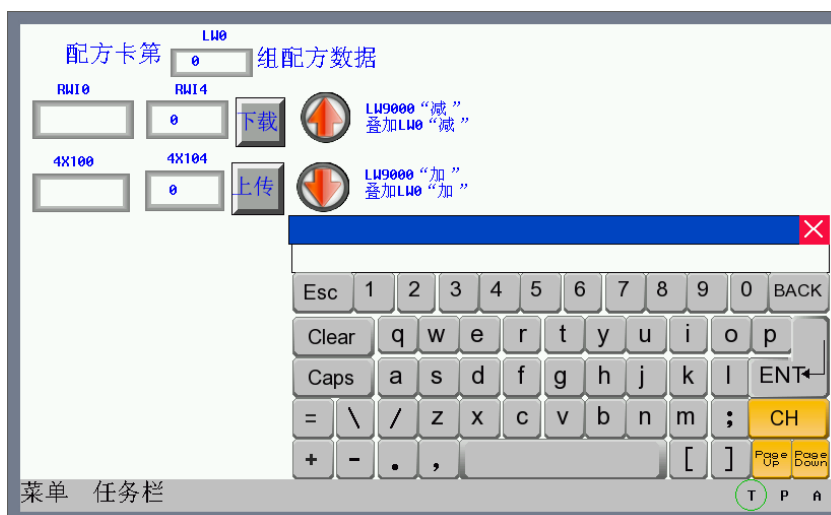 LW0
配方卡第 0 组配方数据
RWI0 RWI4
0 下载
LW9000“减”
叠加LW0“减”
4X100 4X104
0 上传
LW9000“加”
叠加LW0“加”
Esc 1 2 3 4 5 6 7 8 9 0 BACK
Clear q w e r t y u i o p
Caps a s d f g h j k l ENT
= \ / z x c v b n m ; CH
+ - . , [ ] Page Up Page Down
菜单 任务栏 T P A